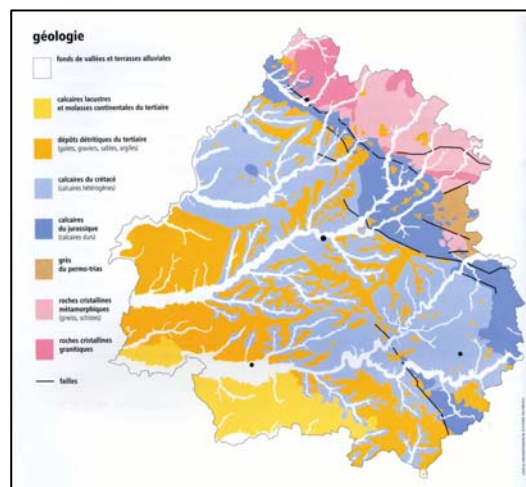 géologie
fonds de vallées et terrasses alluviales
calcaires lacustres
et molasses continentales du tertiaire
dépôts détritiques du tertiaire
(galets, graviers, sables, argiles)
calcaires du crétacé
(calcaires hétérogènes)
calcaires
du jurassique
(calcaires durs)
grès
du permo-trias
roches cristallines
métamorphiques
(gneiss, schistes)
roches cristallines
granitiques
failles